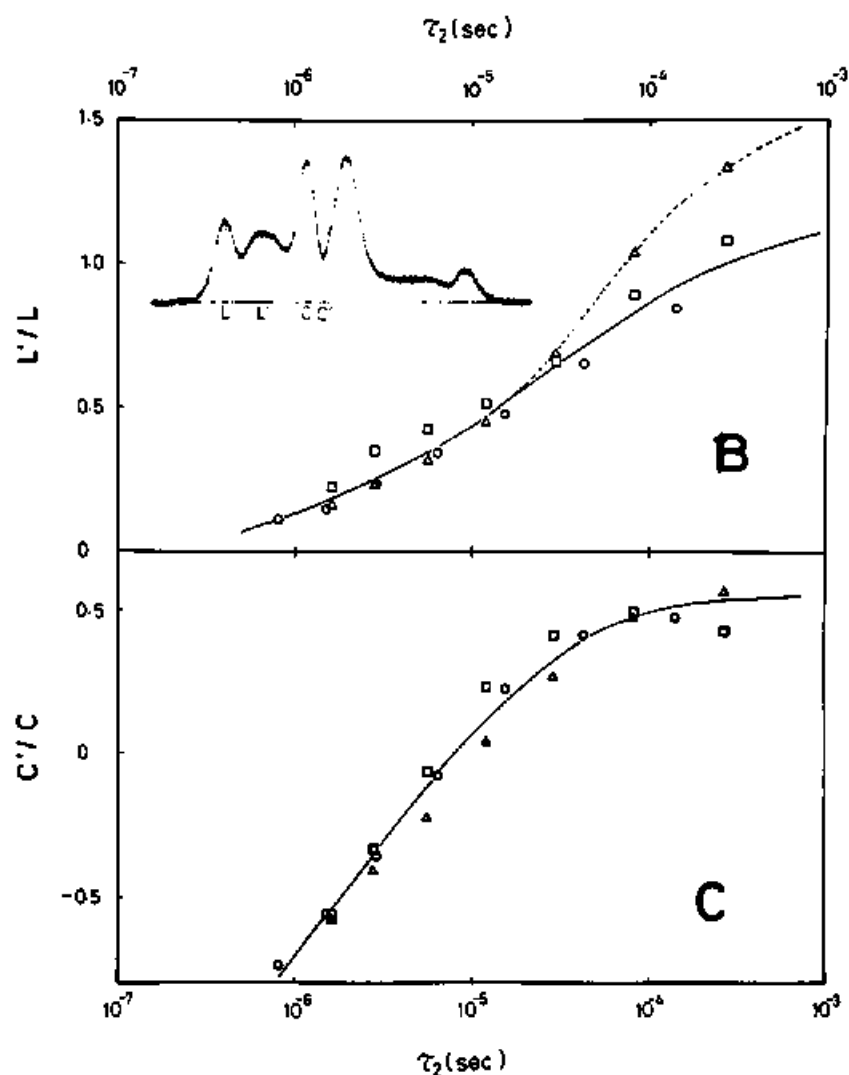 τ₂(sec)
10⁻⁷ 10⁻⁶ 10⁻⁵ 10⁻⁴ 10⁻³
1·5
1·0
L'/L
0·5
0
L L' C C'
B
0·5
0
C'/C
-0·5
C
10⁻⁷ 10⁻⁶ 10⁻⁵ 10⁻⁴ 10⁻³
τ₂(sec)